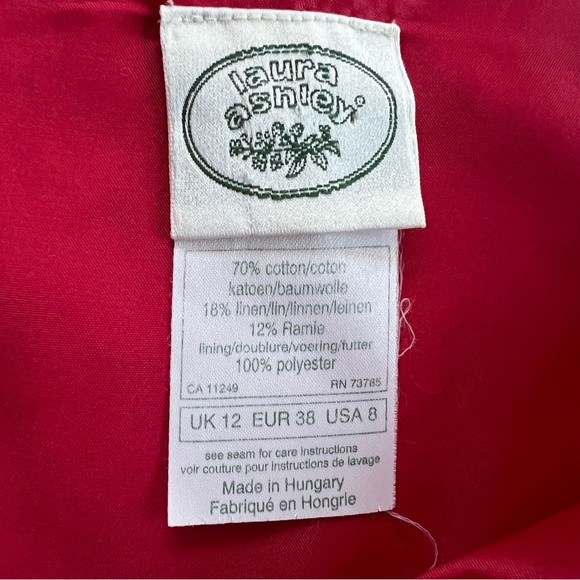 laura
ashley®
70% cotton/coton
katoen/baumwolle
18% linen/lin/linnen/leinen
12% Ramie
lining/doublure/voering/futter
100% polyester
CA 11249 RN 73785
UK 12 EUR 38 USA 8
see seam for care instructions
voir couture pour instructions de lavage
Made in Hungary
Fabriqué en Hongrie